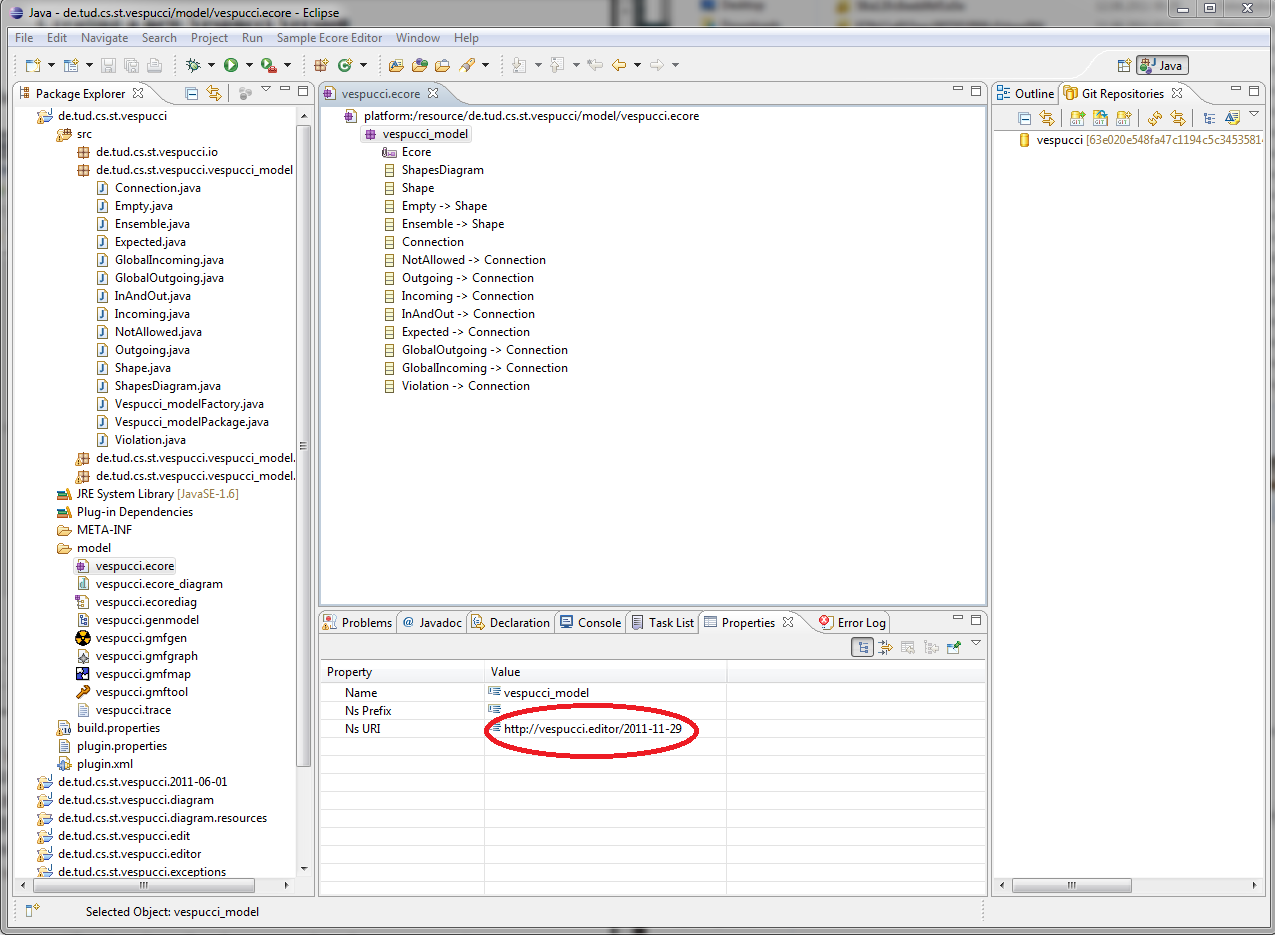 Java - de.tud.cs.st.vespucci/model/vespucci.ecore - Eclipse
File Edit Navigate Search Project Run Sample Ecore Editor Window Help
Java
Package Explorer
de.tud.cs.st.vespucci
src
de.tud.cs.st.vespucci.io
de.tud.cs.st.vespucci.vespucci_model
Connection.java
Empty.java
Ensemble.java
Expected.java
GlobalIncoming.java
GlobalOutgoing.java
InAndOut.java
Incoming.java
NotAllowed.java
Outgoing.java
Shape.java
ShapesDiagram.java
Vespucci_modelFactory.java
Vespucci_modelPackage.java
Violation.java
de.tud.cs.st.vespucci.vespucci_model.
de.tud.cs.st.vespucci.vespucci_model.
JRE System Library [JavaSE-1.6]
Plug-in Dependencies
META-INF
model
vespucci.ecore
vespucci.ecore_diagram
vespucci.ecorediag
vespucci.genmodel
vespucci.gmfgen
vespucci.gmfgraph
vespucci.gmfmap
vespucci.gmftool
vespucci.trace
build.properties
plugin.properties
plugin.xml
de.tud.cs.st.vespucci.2011-06-01
de.tud.cs.st.vespucci.diagram
de.tud.cs.st.vespucci.diagram.resources
de.tud.cs.st.vespucci.edit
de.tud.cs.st.vespucci.editor
de.tud.cs.st.vespucci.exceptions
vespucci.ecore
platform:/resource/de.tud.cs.st.vespucci/model/vespucci.ecore
vespucci_model
Ecore
ShapesDiagram
Shape
Empty -> Shape
Ensemble -> Shape
Connection
NotAllowed -> Connection
Outgoing -> Connection
Incoming -> Connection
InAndOut -> Connection
Expected -> Connection
GlobalOutgoing -> Connection
GlobalIncoming -> Connection
Violation -> Connection
Problems @ Javadoc Declaration Console Task List Properties Error Log
Property Value
Name vespucci_model
Ns Prefix
Ns URI http://vespucci.editor/2011-11-29
Outline Git Repositories
vespucci [63e020e548fa47c1194c5c3453581
Selected Object: vespucci_model